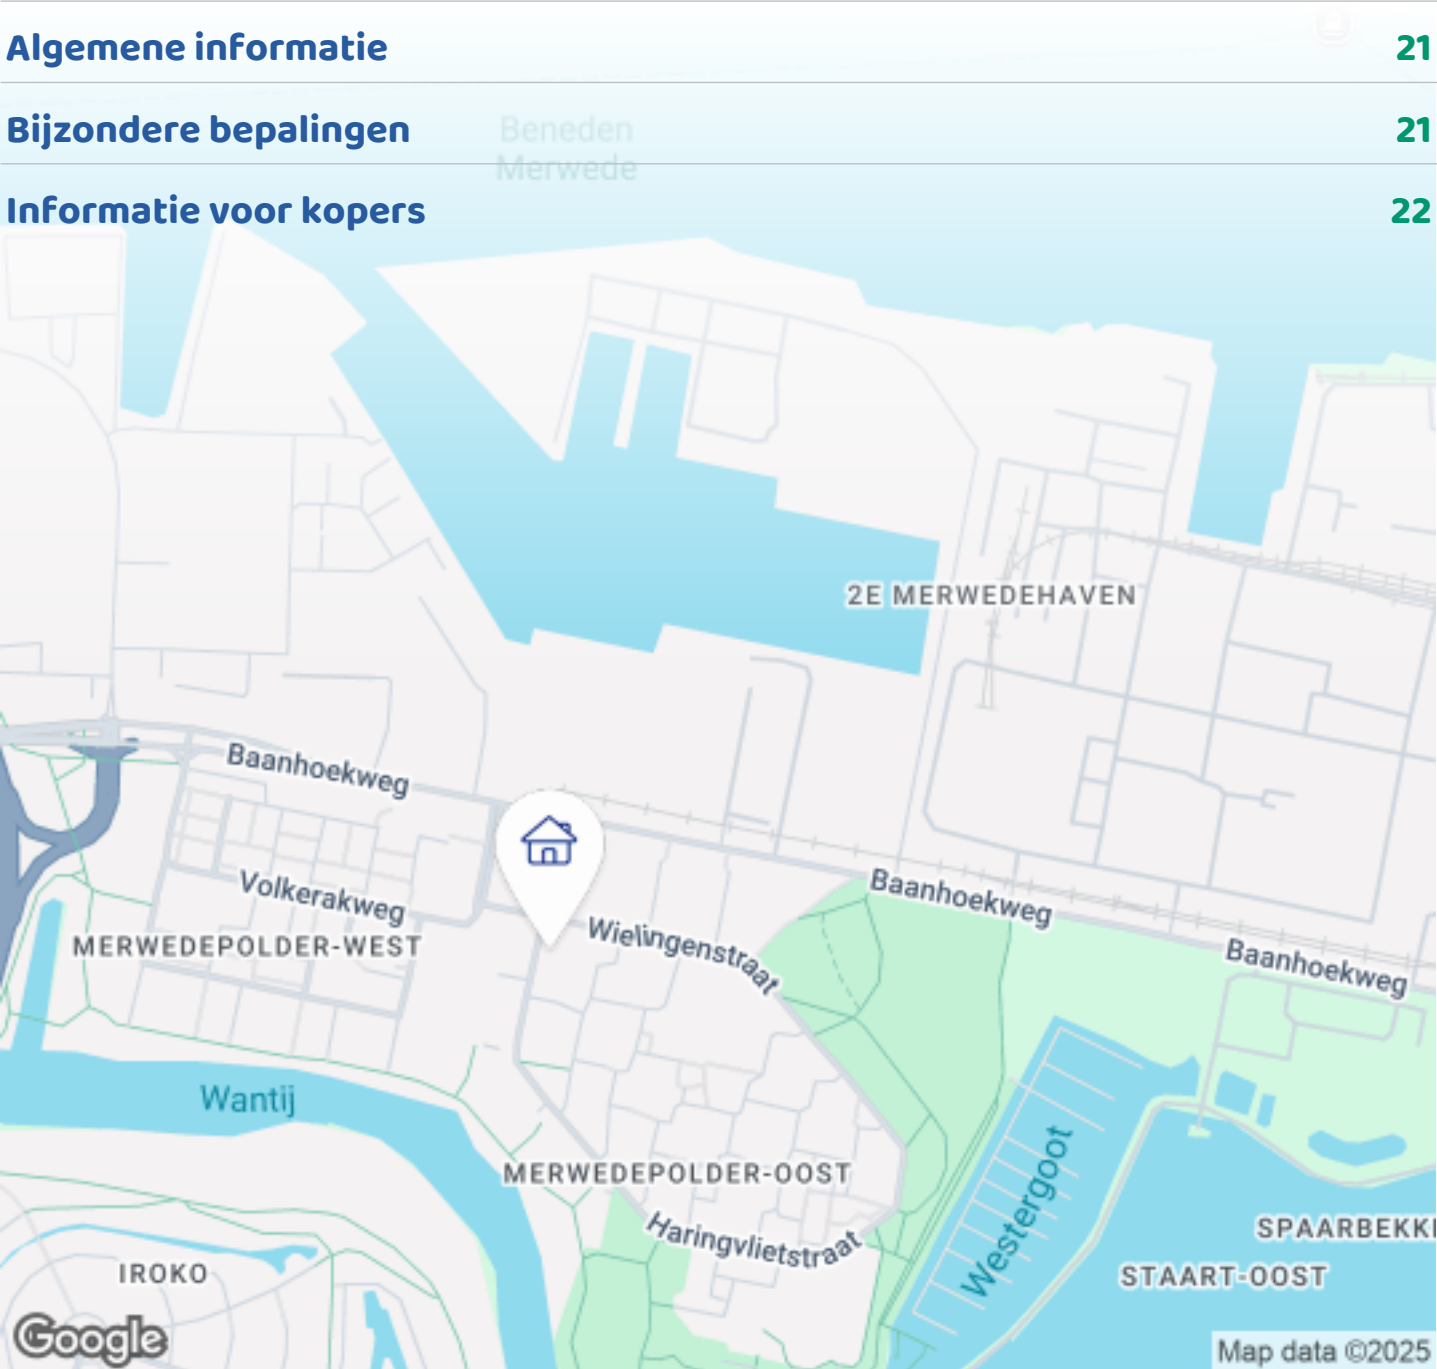 Algemene informatie 21
Bijzondere bepalingen 21
Beneden
Merwede
Informatie voor kopers 22
2E MERWEDEHAVEN
Baanhoekweg
Volkerakweg
Baanhoekweg
Wielingenstraat
MERWEDEPOLDER-WEST
Baanhoekweg
Wantij
MERWEDEPOLDER-OOST
Westergoot
Haringvlietstraat
SPAARBEKK
IROKO
STAART-OOST
Google
Map data ©2025